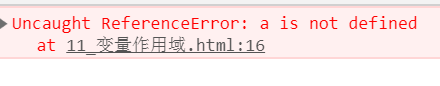 Uncaught ReferenceError: a is not defined
at 11_变量作用域.html:16